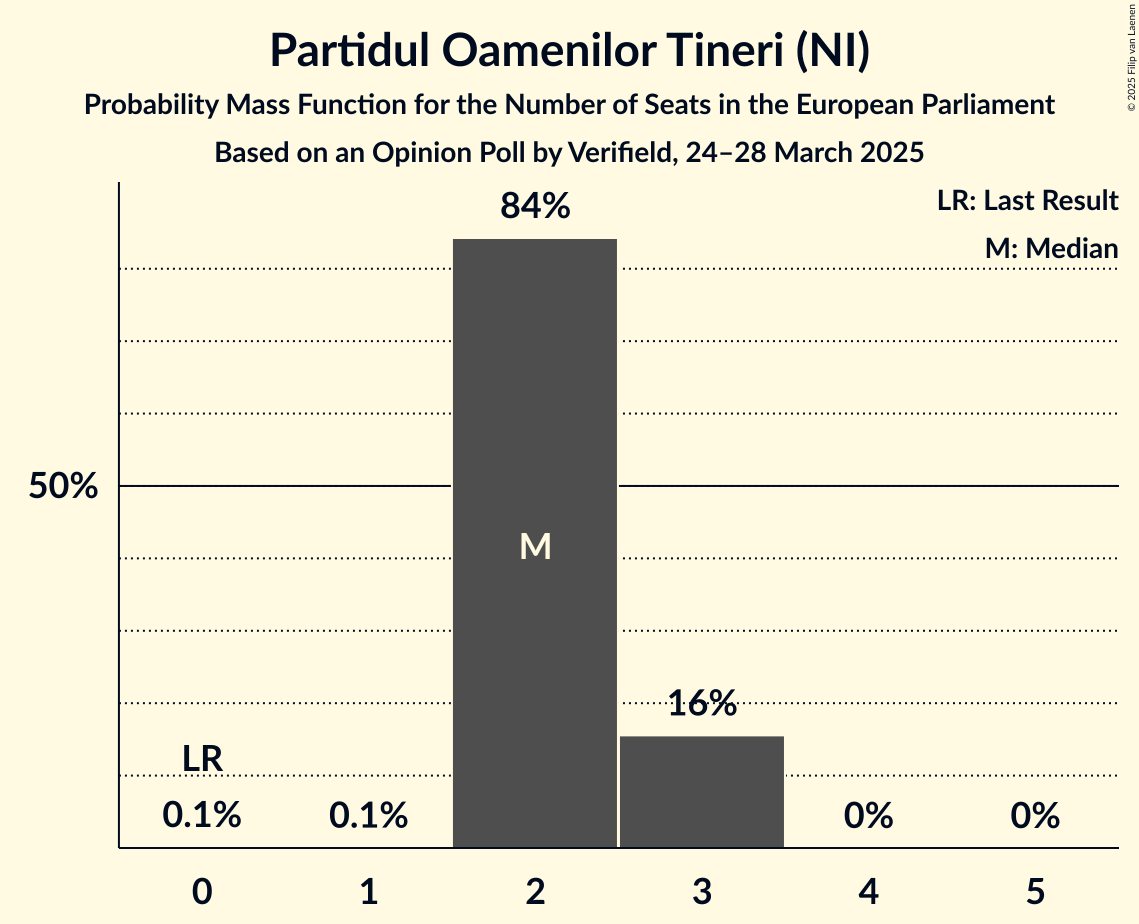 Partidul Oamenilor Tineri (NI)
Probability Mass Function for the Number of Seats in the European Parliament
Based on an Opinion Poll by Verifield, 24–28 March 2025
© 2025 Filip van Laenen
LR: Last Result
M: Median
84%
50%
M
16%
LR
0.1%
0.1%
0%
0%
0 1 2 3 4 5